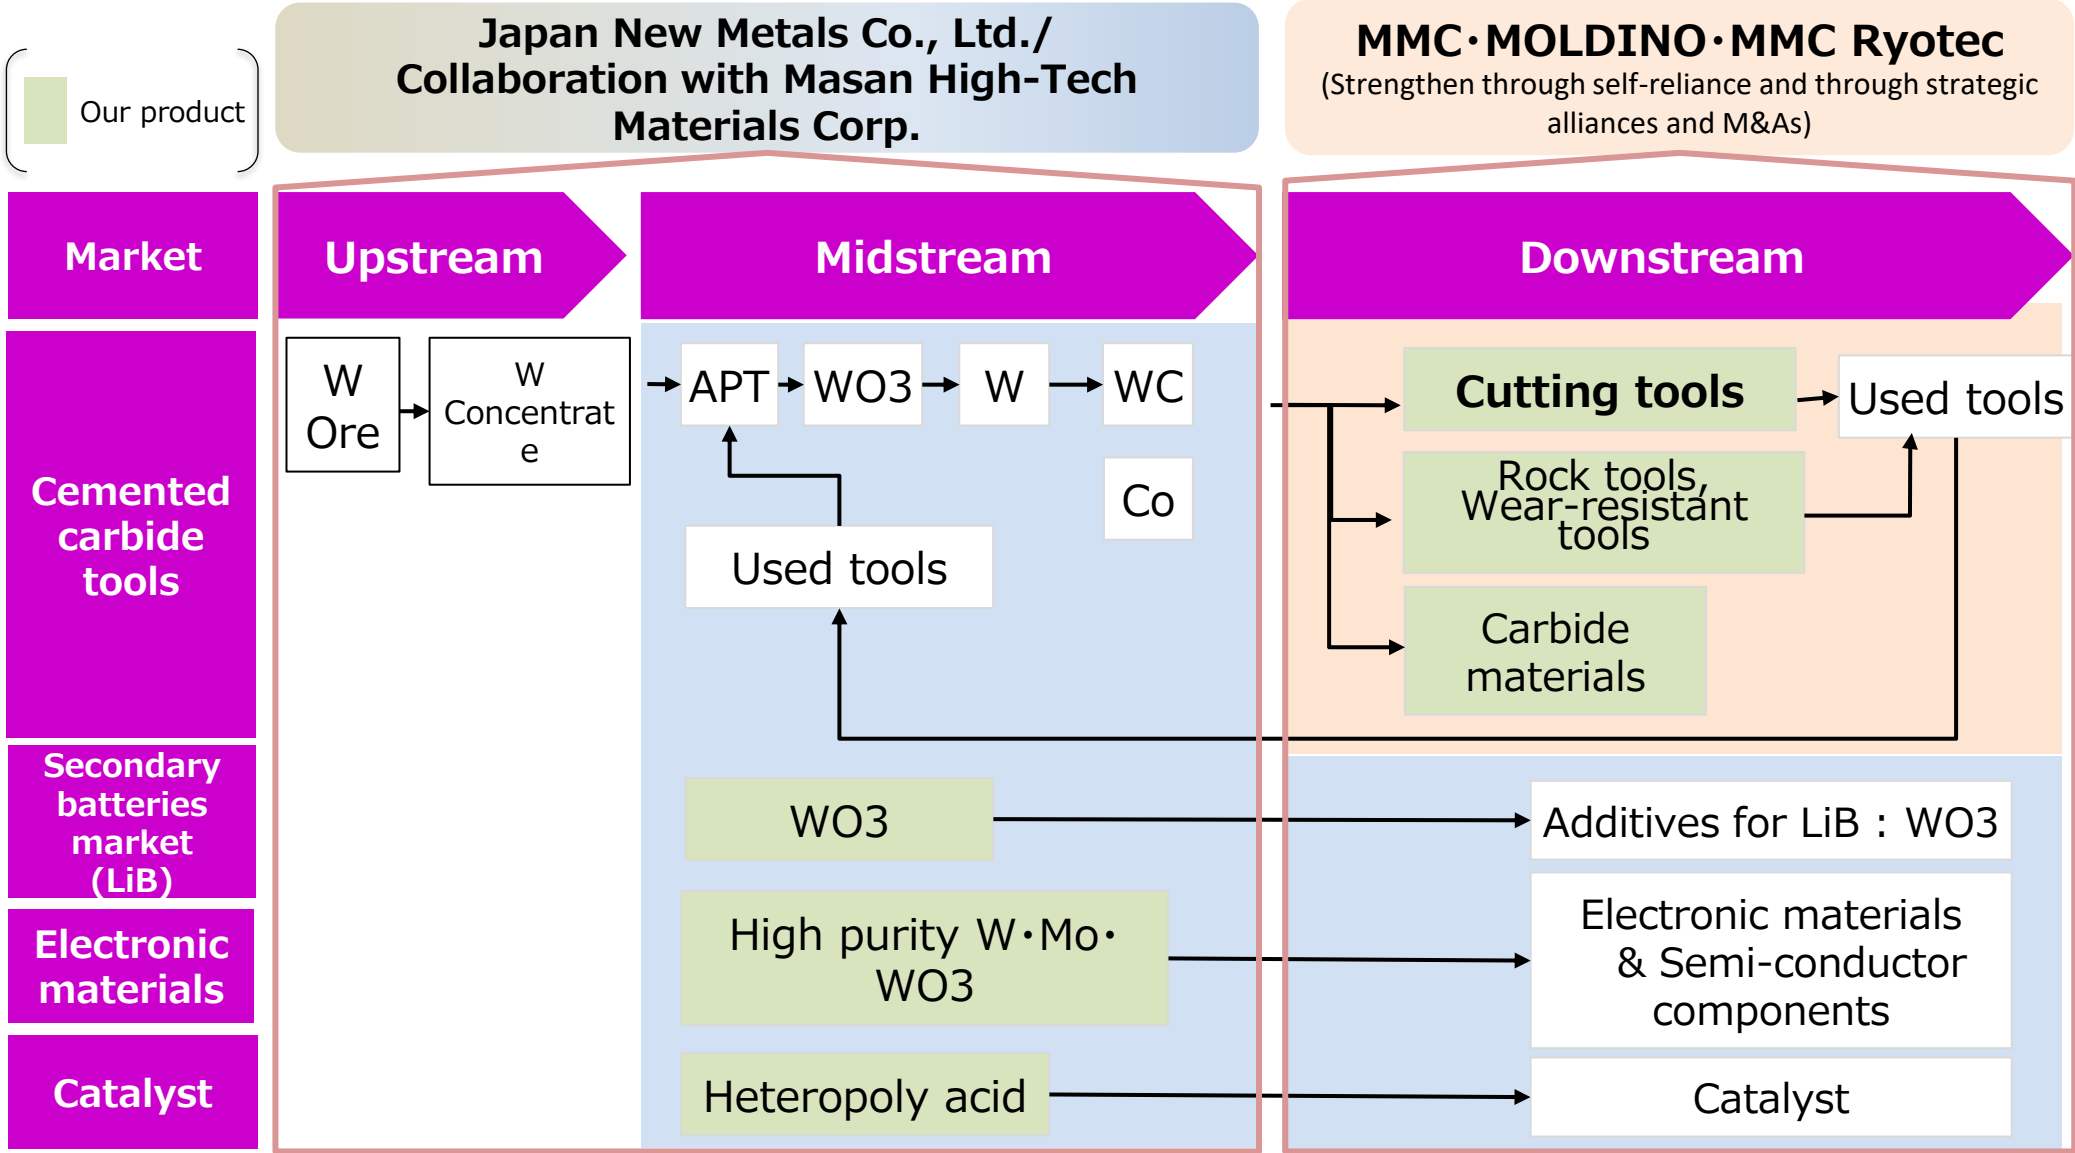 Our product
Japan New Metals Co., Ltd./
Collaboration with Masan High-Tech
Materials Corp.
MMC・MOLDINO・MMC Ryotec
(Strengthen through self-reliance and through strategic
alliances and M&As)
Market
Upstream
Midstream
Downstream
Cemented
carbide
tools
W
Ore
W
Concentrat
e
APT
WO3
W
WC
Co
Used tools
Cutting tools
Used tools
Rock tools,
Wear-resistant
tools
Carbide
materials
Secondary
batteries
market
(LiB)
WO3
Additives for LiB : WO3
Electronic
materials
High purity W・Mo・
WO3
Electronic materials
& Semi-conductor
components
Catalyst
Heteropoly acid
Catalyst